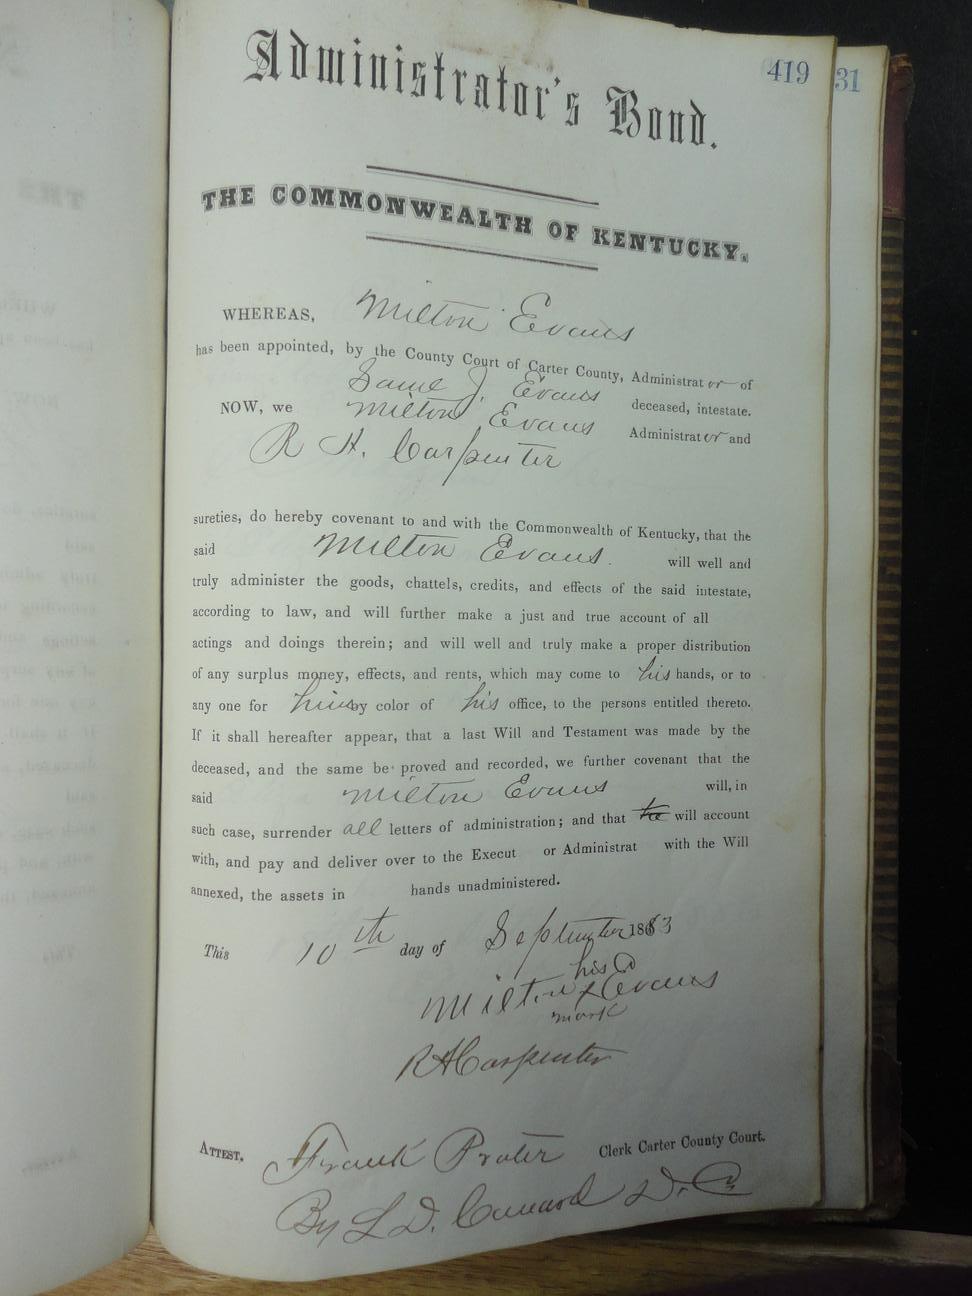 419
31
Administrator's Bond.
THE COMMONWEALTH OF KENTUCKY.
WHEREAS, Milton Evans
has been appointed, by the County Court of Carter County, Administrator of
J. Evans deceased, intestate.
NOW, we Milton Evans Administrator and
R H. Carpenter
sureties, do hereby covenant to and with the Commonwealth of Kentucky, that the
said Milton Evans. will well and
truly administer the goods, chattels, credits, and effects of the said intestate,
according to law, and will further make a just and true account of all
actings and doings therein; and will well and truly make a proper distribution
of any surplus money, effects, and rents, which may come to his hands, or to
any one for him by color of his office, to the persons entitled thereto.
If it shall hereafter appear, that a last Will and Testament was made by the
deceased, and the same be proved and recorded, we further covenant that the
said Milton Evans will, in
such case, surrender all letters of administration; and that he will account
with, and pay and deliver over to the Execut or Administrat with the Will
annexed, the assets in hands unadministered.
This 10th day of September 1883
his
Milton x Evans
mark
RHCarpenter
ATTEST. Frank Prater Clerk Carter County Court.
By L D. D. C